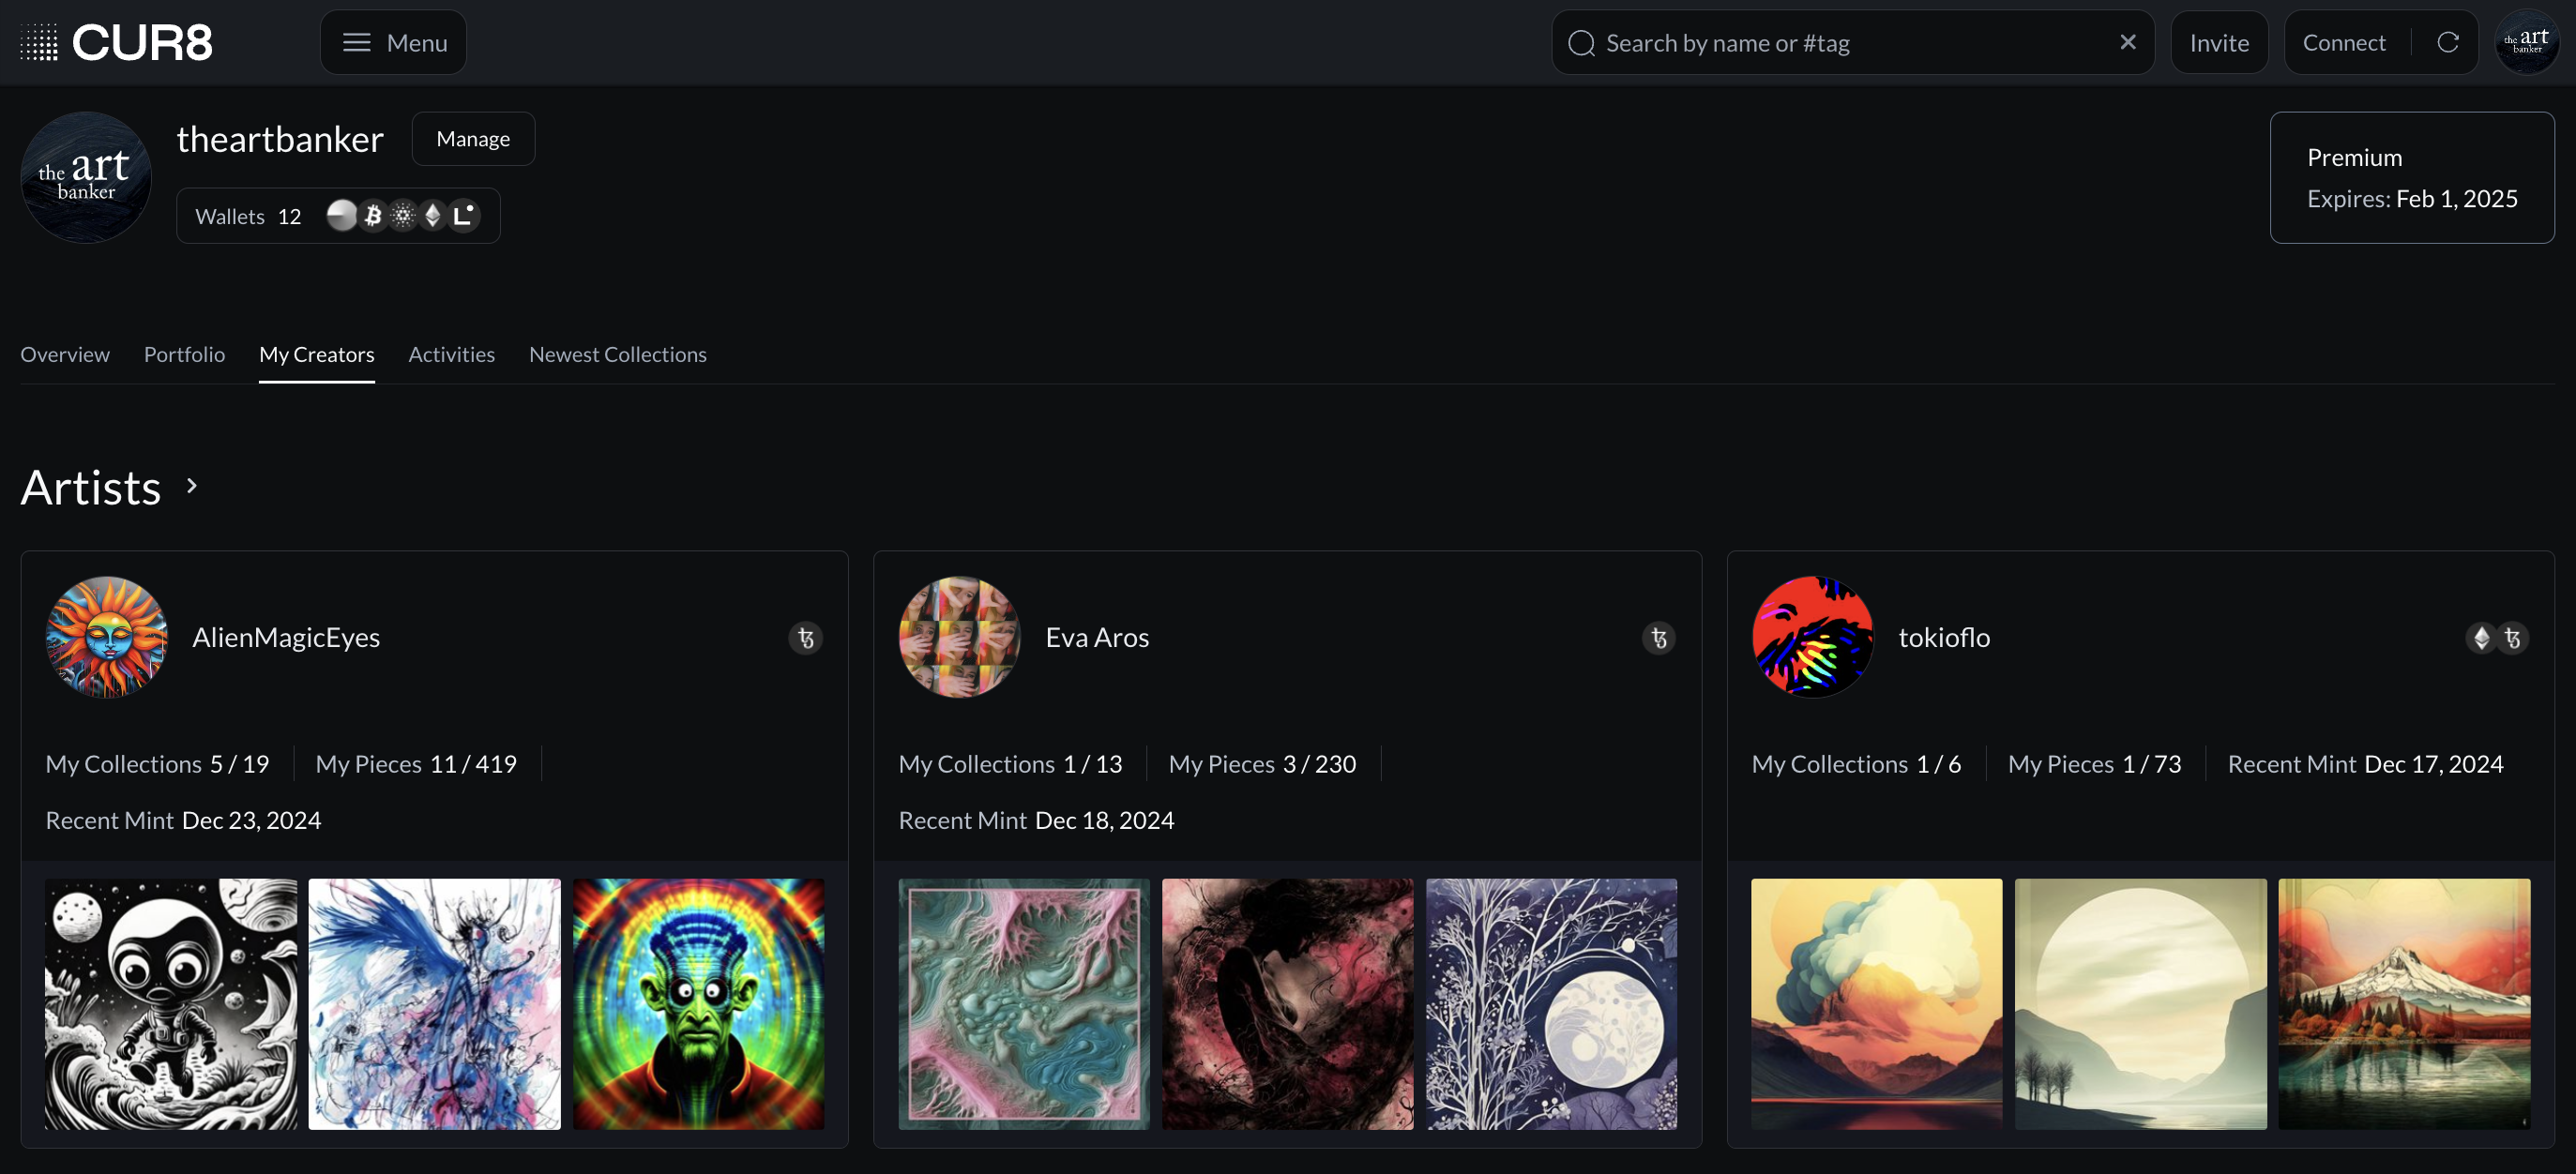 CUR8
Menu
Search by name or #tag
Invite
Connect
the art
banker
the art
banker
theartbanker
Manage
Wallets 12
Premium
Expires: Feb 1, 2025
Overview
Portfolio
My Creators
Activities
Newest Collections
Artists
AlienMagicEyes
My Collections 5 / 19
My Pieces 11 / 419
Recent Mint Dec 23, 2024
Eva Aros
My Collections 1 / 13
My Pieces 3 / 230
Recent Mint Dec 18, 2024
tokioflo
My Collections 1 / 6
My Pieces 1 / 73
Recent Mint Dec 17, 2024